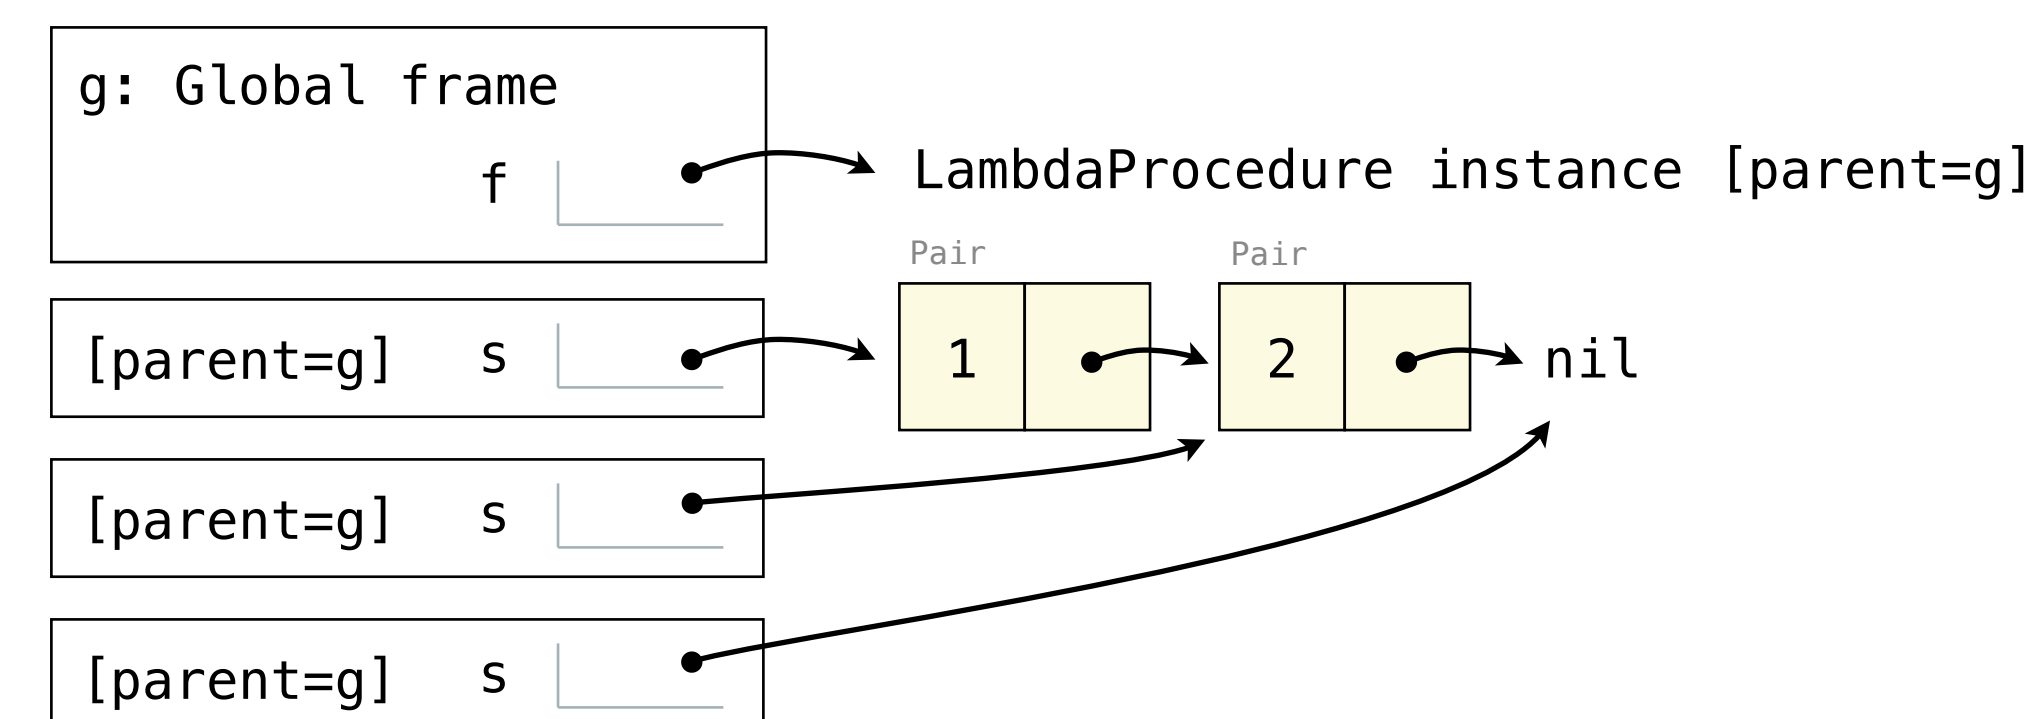 g: Global frame
f
LambdaProcedure instance [parent=g]
Pair Pair
[parent=g] s
1 2 nil
[parent=g] s
[parent=g] s